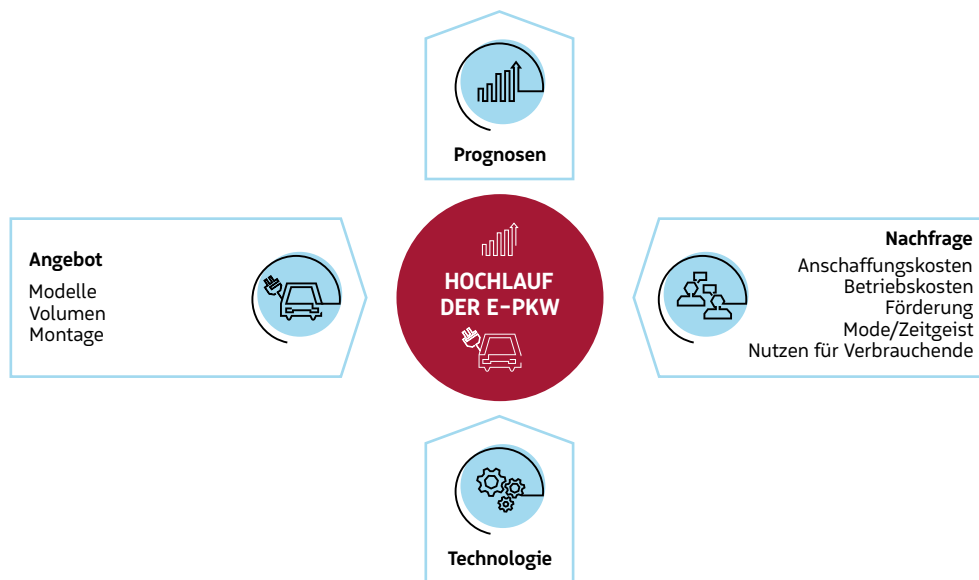 Prognosen
Angebot
Modelle
Volumen
Montage
HOCHLAUF
DER E-PKW
Nachfrage
Anschaffungskosten
Betriebskosten
Förderung
Mode/Zeitgeist
Nutzen für Verbrauchende
Technologie